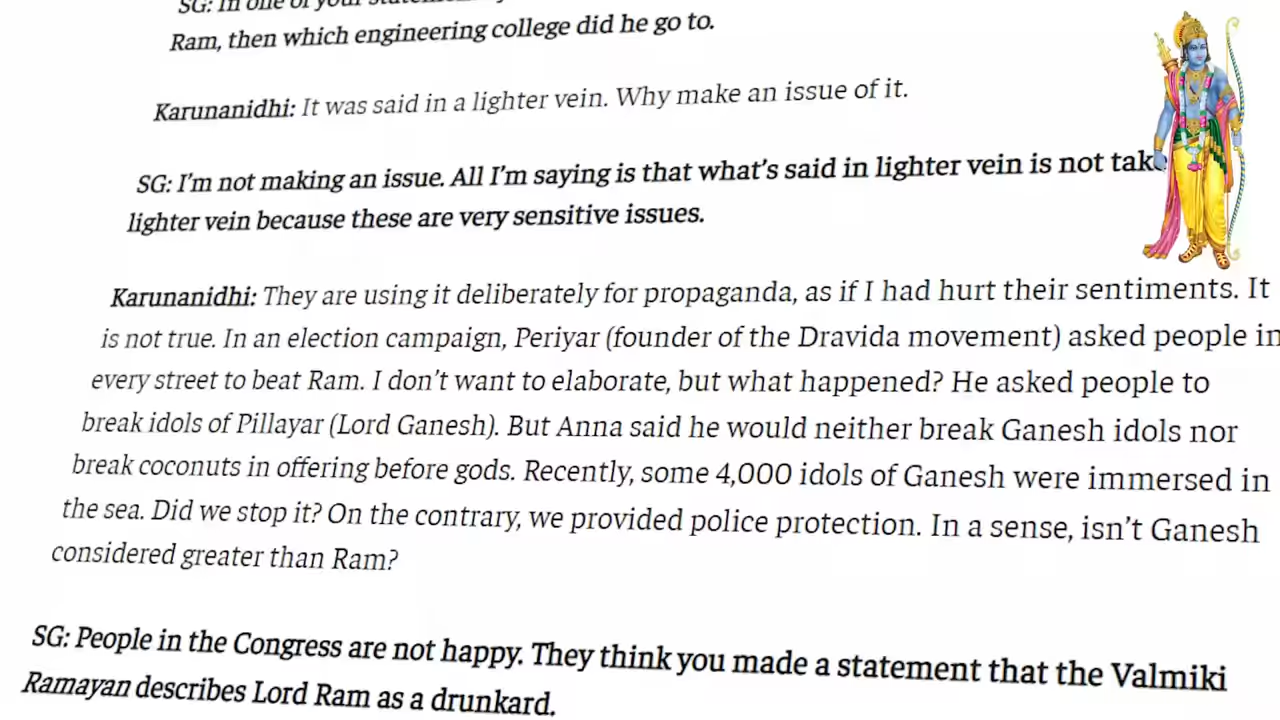 SG: In one of your
Ram, then which engineering college did he go to.
Karunanidhi: It was said in a lighter vein. Why make an issue of it.
SG: I'm not making an issue. All I'm saying is that what's said in lighter vein is not
lighter vein because these are very sensitive issues.
Karunanidhi: They are using it deliberately for propaganda, as if I had hurt their sentiments. It
is not true. In an election campaign, Periyar (founder of the Dravida movement) asked people in
every street to beat Ram. I don't want to elaborate, but what happened? He asked people to
break idols of Pillayar (Lord Ganesh). But Anna said he would neither break Ganesh idols nor
break coconuts in offering before gods. Recently, some 4,000 idols of Ganesh were immersed in
the sea. Did we stop it? On the contrary, we provided police protection. In a sense, isn't Ganesh
considered greater than Ram?
SG: People in the Congress are not happy. They think you made a statement that the Valmiki
Ramayan describes Lord Ram as a drunkard.